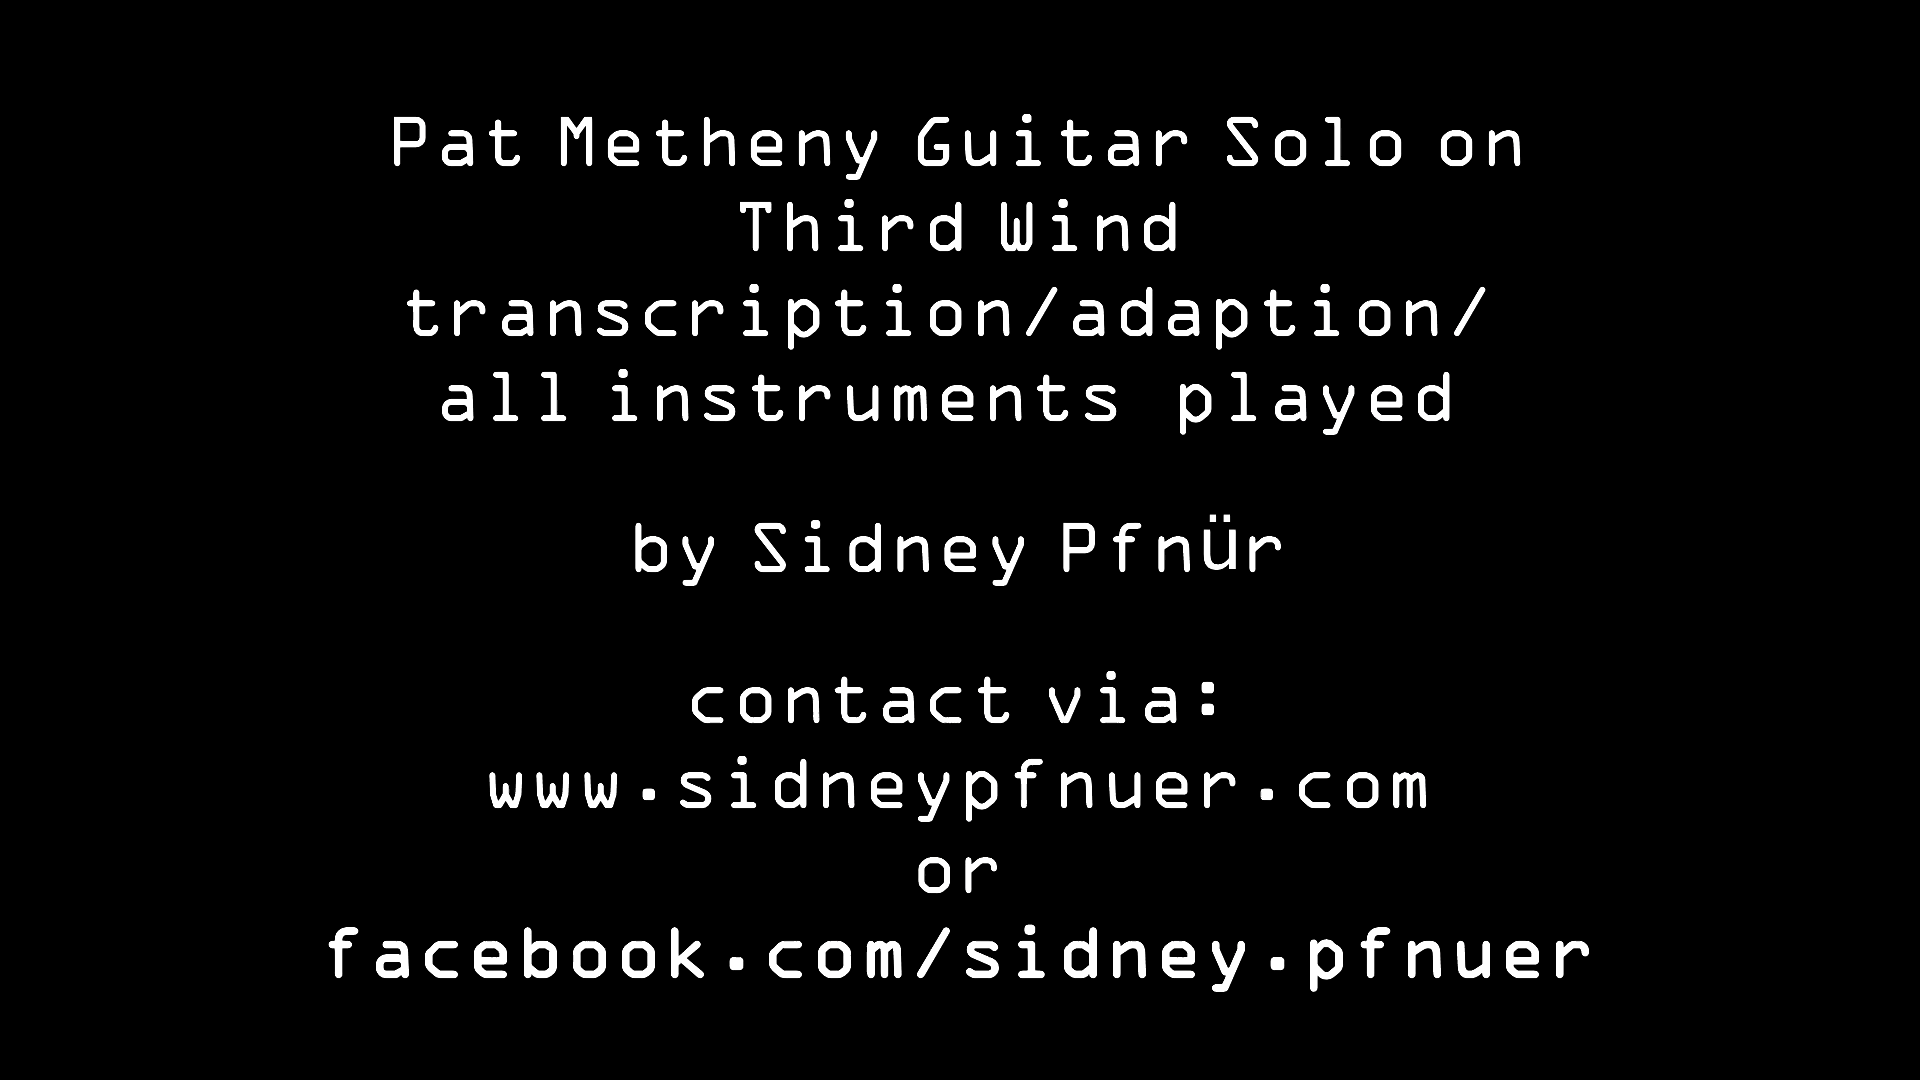 Pat Metheny Guitar Solo on
Third Wind
transcription/adaption/
all instruments played
by Sidney Pfnür
contact via:
www.sidneypfnuer.com
or
facebook.com/sidney.pfnuer